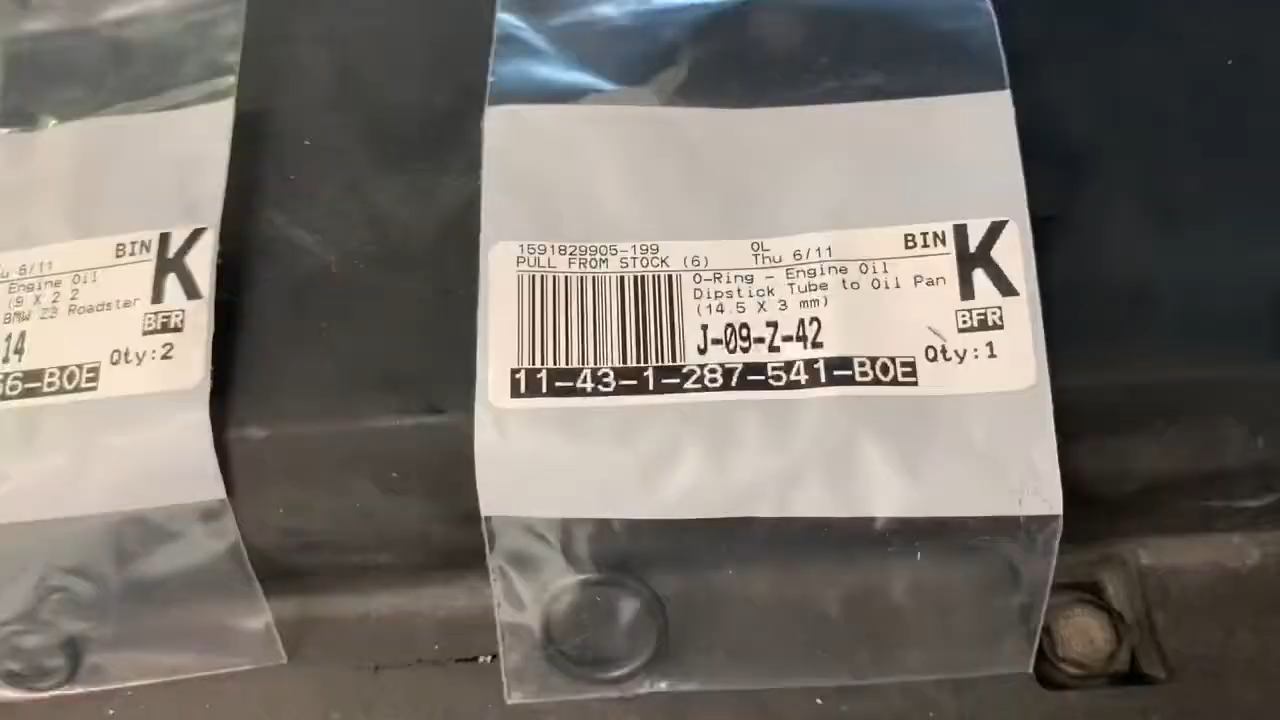 u 6/11
BIN
K
Engine Oil
(9 X 2 2
BMW Z3 Roadster
BFR
14
Qty:2
6-BOE
1591829905-199
OL
BIN
K
PULL FROM STOCK (6)
Thu 6/11
O-Ring - Engine Oil
Dipstick Tube to Oil Pan
(14.5 X 3 mm)
BFR
J-09-Z-42
Qty:1
11-43-1-287-541-BOE